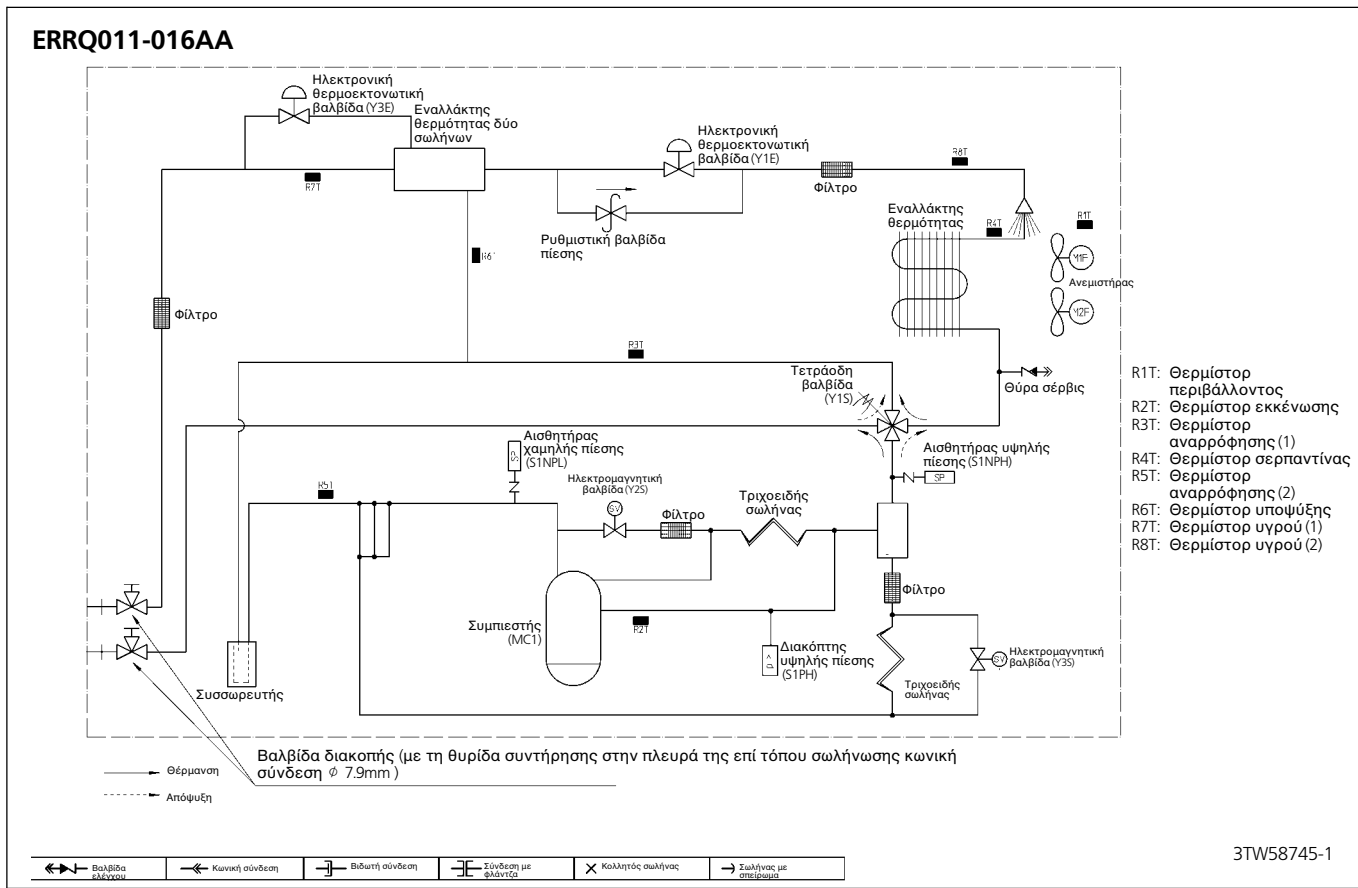 ERRQ011-016AA
Ηλεκτρονική
θερμοεκτονωτική
βαλβίδα (Y3E)
Εναλλάκτης
θερμότητας δύο
σωλήνων
Ηλεκτρονική
θερμοεκτονωτική
βαλβίδα (Y1E)
R8T
R7T
Φίλτρο
Εναλλάκτης
θερμότητας
R4T
R1T
Ρυθμιστική βαλβίδα
πίεσης
R6T
M1F
Ανεμιστήρας
M2F
Φίλτρο
R3T
Τετράοδη
βαλβίδα
(Y1S)
Θύρα σέρβις
R1T: Θερμίστορ
περιβάλλοντος
R2T: Θερμίστορ εκκένωσης
R3T: Θερμίστορ
αναρρόφησης (1)
R4T: Θερμίστορ σερπαντίνας
R5T: Θερμίστορ
αναρρόφησης (2)
R6T: Θερμίστορ υποψύξης
R7T: Θερμίστορ υγρού (1)
R8T: Θερμίστορ υγρού (2)
Αισθητήρας
χαμηλής πίεσης
(S1NPL)
SP
Αισθητήρας υψηλής
πίεσης (S1NPH)
SP
R5T
Ηλεκτρομαγνητική
βαλβίδα (Y2S)
SV
Φίλτρο
Τριχοειδής
σωλήνας
Φίλτρο
Συμπιεστής
(MC1)
R2T
Διακόπτης
υψηλής πίεσης
(S1PH)
P >
Ηλεκτρομαγνητική
βαλβίδα (Y3S)
SV
Τριχοειδής
σωλήνας
Συσσωρευτής
Βαλβίδα διακοπής (με τη θυρίδα συντήρησης στην πλευρά της επί τόπου σωλήνωσης κωνική
σύνδεση φ 7.9mm )
Θέρμανση
Απόψυξη
Βαλβίδα
ελέγχου
Κωνική σύνδεση
Βιδωτή σύνδεση
Σύνδεση με
φλάντζα
Κολλητός σωλήνας
Σωλήνας με
σπείρωμα
3TW58745-1